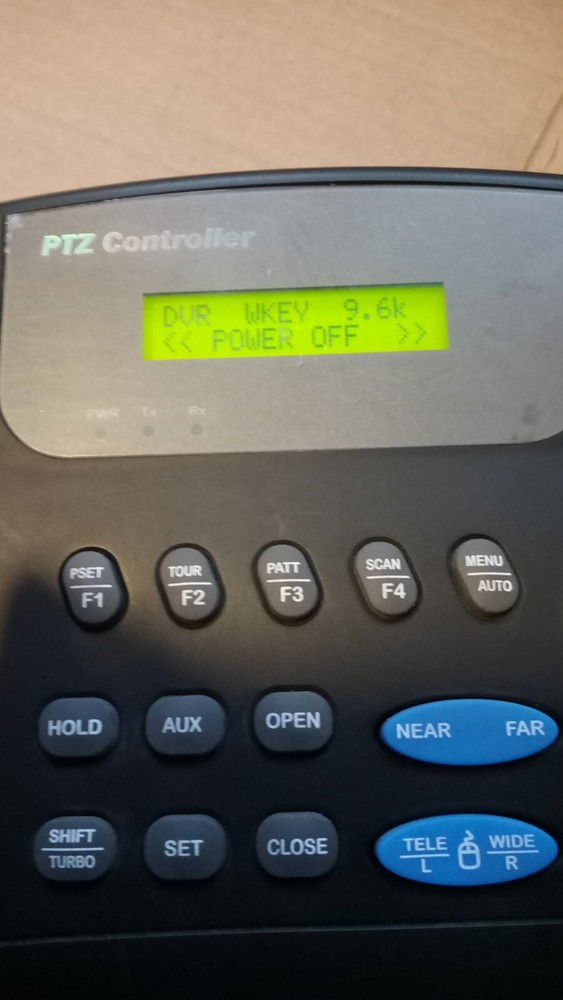 PTZ Controller
DVR WKEY 9.6k
<< POWER OFF >>
PWR Tx Rx
PSET TOUR PATT SCAN MENU
F1 F2 F3 F4 AUTO
HOLD AUX OPEN NEAR FAR
SHIFT SET CLOSE TELE WIDE
TURBO L R